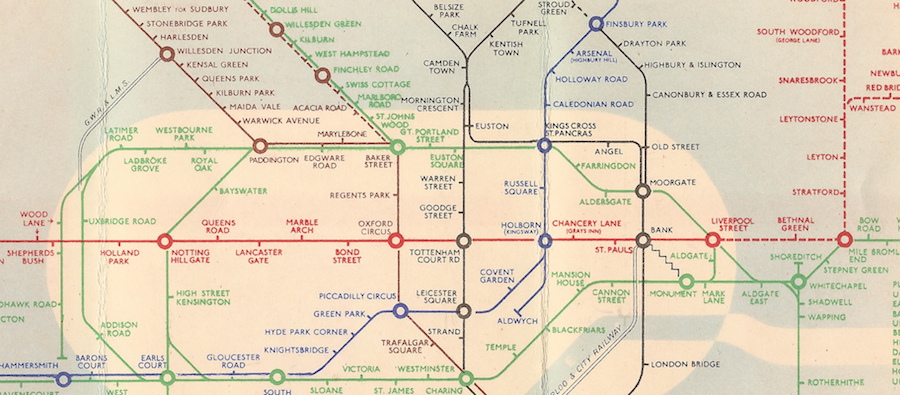 WEMBLEY FOR SUDBURY
STONEBRIDGE PARK
HARLESDEN
WILLESDEN JUNCTION
KENSAL GREEN
QUEENS PARK
KILBURN PARK
MAIDA VALE
WARWICK AVENUE
DOLLIS HILL
WILLESDEN GREEN
KILBURN
WEST HAMPSTEAD
FINCHLEY ROAD
SWISS COTTAGE
MARLBORO
ROAD
ACACIA ROAD
ST. JOHNS
WOOD
BELSIZE
PARK
CHALK
FARM
CAMDEN
TOWN
MORNINGTON
CRESCENT
EUSTON
TUFNELL
PARK
KENTISH
TOWN
STROUD
GREEN
FINSBURY PARK
ARSENAL
(HIGHBURY HILL)
HOLLOWAY ROAD
CALEDONIAN ROAD
KINGS CROSS
ST. PANCRAS
DRAYTON PARK
HIGHBURY & ISLINGTON
CANONBURY & ESSEX ROAD
OLD STREET
ANGEL
SOUTH WOODFORD
(GEORGE LANE)
SNARESBROOK
WANSTEAD
LEYTONSTONE
LEYTON
STRATFORD
LATIMER
ROAD
WESTBOURNE
PARK
LADBROKE
GROVE
ROYAL
OAK
PADDINGTON
MARYLEBONE
EDGWARE
ROAD
BAKER
STREET
GT. PORTLAND
STREET
EUSTON
SQUARE
FARRINGDON
ALDERSGATE
MOORGATE
BAYSWATER
REGENTS PARK
WARREN
STREET
GOODGE
STREET
RUSSELL
SQUARE
WOOD
LANE
UXBRIDGE ROAD
SHEPHERDS
BUSH
HOLLAND
PARK
NOTTING
HILL GATE
QUEENS
ROAD
LANCASTER
GATE
MARBLE
ARCH
BOND
STREET
OXFORD
CIRCUS
TOTTENHAM
COURT RD
HOLBORN
(KINGSWAY)
CHANCERY LANE
(GRAYS INN)
ST. PAULS
BANK
LIVERPOOL
STREET
BETHNAL
GREEN
BOW
ROAD
MILE
END
STEPNEY GREEN
SHOREDITCH
WHITECHAPEL
SHADWELL
WAPPING
ROTHERHITHE
ALDGATE
ALDGATE
EAST
MONUMENT
MARK
LANE
MANSION
HOUSE
CANNON
STREET
BLACKFRIARS
TEMPLE
COVENT
GARDEN
ALDWYCH
LEICESTER
SQUARE
STRAND
TRAFALGAR
SQUARE
PICCADILLY CIRCUS
GREEN PARK
HYDE PARK CORNER
KNIGHTSBRIDGE
HIGH STREET
KENSINGTON
ADDISON
ROAD
BARONS
COURT
EARLS
COURT
GLOUCESTER
ROAD
VICTORIA
WESTMINSTER
WEST
SOUTH
SLOANE
ST. JAMES
CHARING
LONDON BRIDGE
& CITY RAILWAY